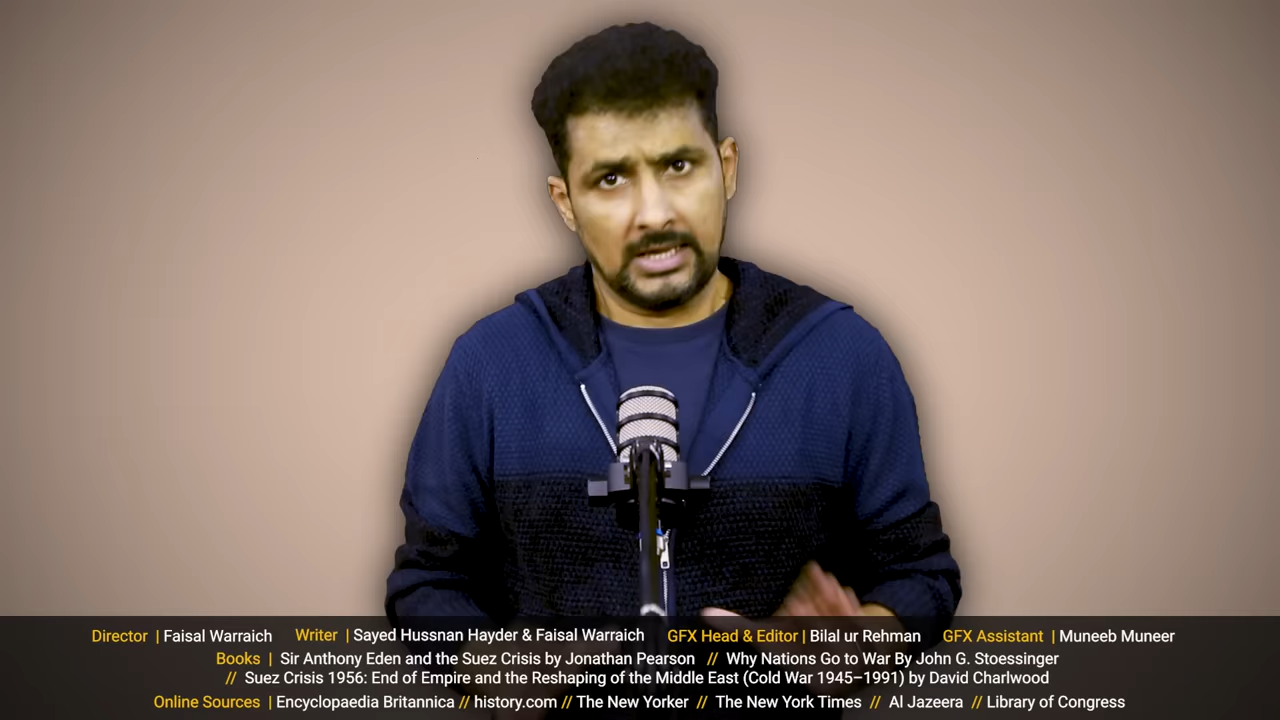 Director | Faisal Warraich Writer | Sayed Hussnan Hayder & Faisal Warraich GFX Head & Editor | Bilal ur Rehman GFX Assistant | Muneeb Muneer
Books | Sir Anthony Eden and the Suez Crisis by Jonathan Pearson // Why Nations Go to War By John G. Stoessinger
// Suez Crisis 1956: End of Empire and the Reshaping of the Middle East (Cold War 1945–1991) by David Charlwood
Online Sources | Encyclopaedia Britannica // history.com // The New Yorker // The New York Times // Al Jazeera // Library of Congress